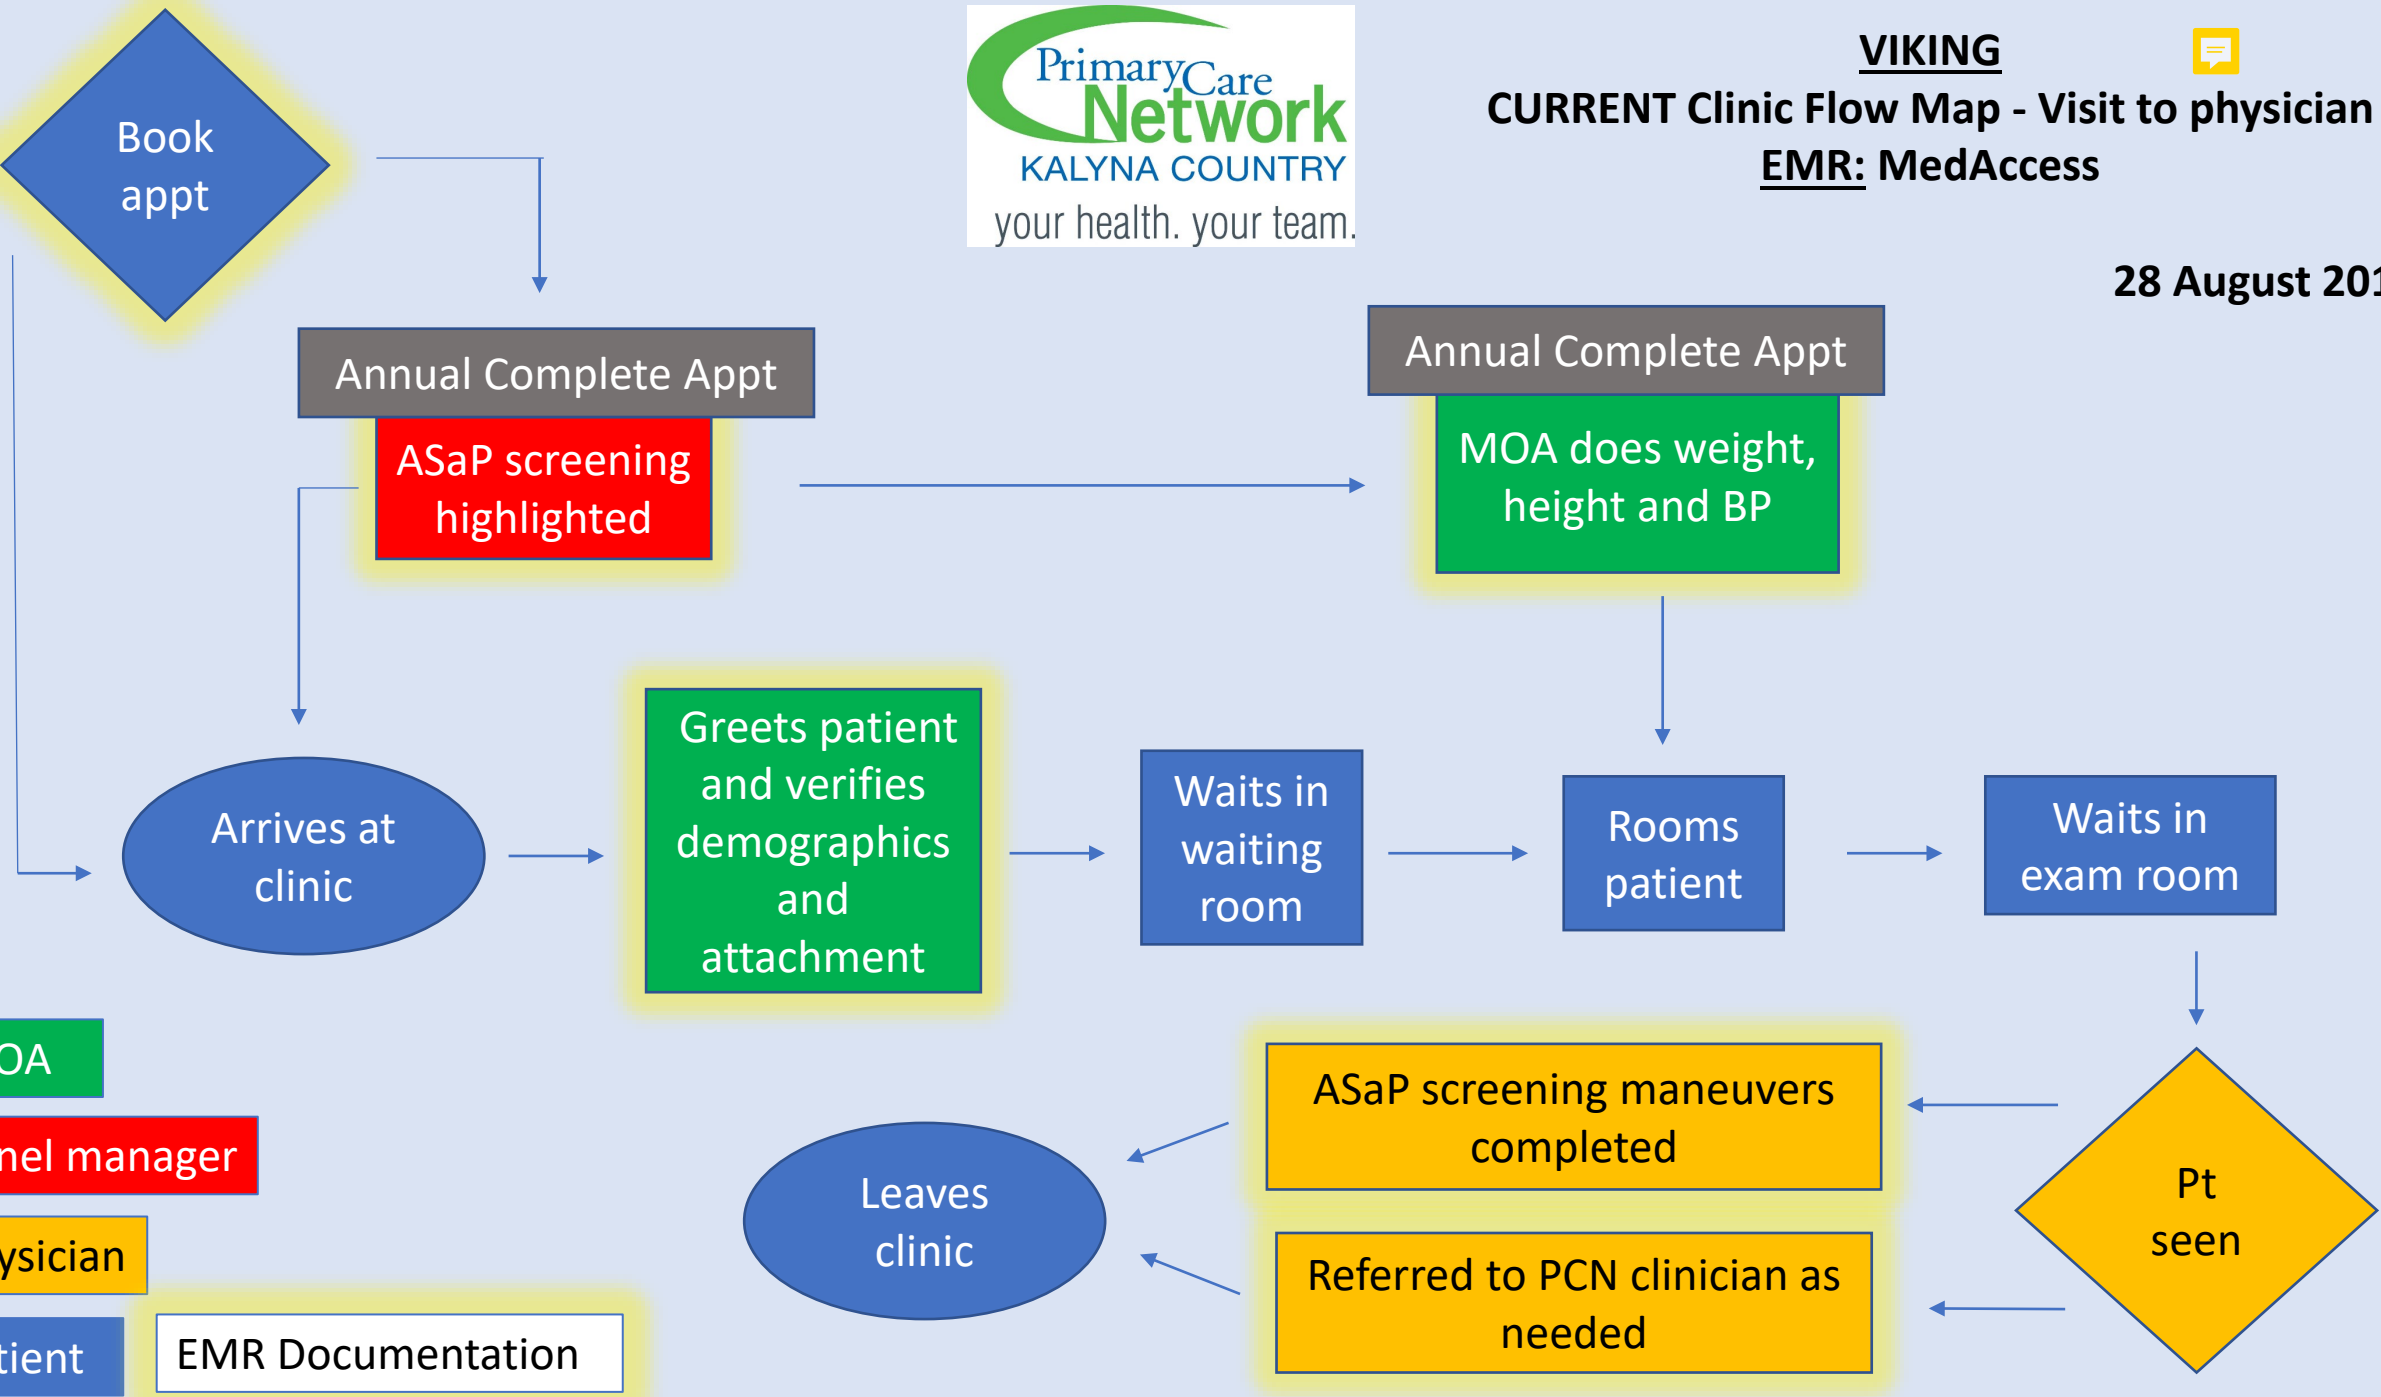 Book
appt
PrimaryCare
Network
KALYNA COUNTRY
your health. your team.
VIKING
CURRENT Clinic Flow Map - Visit to physician
EMR: MedAccess
28 August 201
Annual Complete Appt
ASaP screening
highlighted
Annual Complete Appt
MOA does weight,
height and BP
Arrives at
clinic
Greets patient
and verifies
demographics
and
attachment
Waits in
waiting
room
Rooms
patient
Waits in
exam room
Pt
seen
ASaP screening maneuvers
completed
Referred to PCN clinician as
needed
Leaves
clinic
OA
nel manager
ysician
tient
EMR Documentation